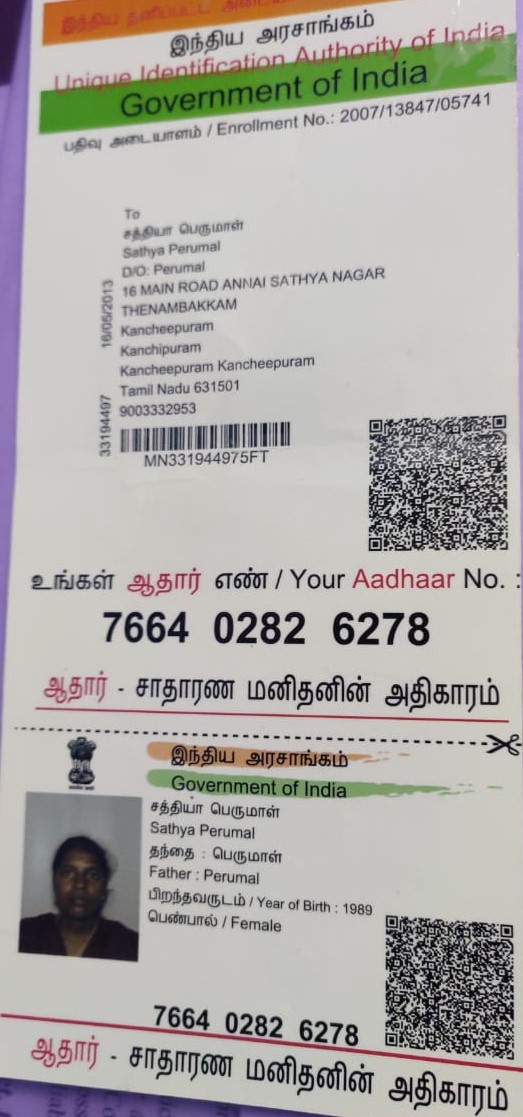 இந்திய தனிப்பட்ட
இந்திய அரசாங்கம்
Unique Identification Authority of India
Government of India
பதிவு அடையாளம் / Enrollment No.: 2007/13847/05741
To
சத்தியா பெருமாள்
Sathya Perumal
D/O: Perumal
16 MAIN ROAD ANNAI SATHYA NAGAR
THENAMBAKKAM
Kancheepuram
Kanchipuram
Kancheepuram Kancheepuram
Tamil Nadu 631501
9003332953
16/05/2013
33194497
MN331944975FT
உங்கள் ஆதார் எண் / Your Aadhaar No. :
7664 0282 6278
ஆதார் - சாதாரண மனிதனின் அதிகாரம்
இந்திய அரசாங்கம்
Government of India
சத்தியா பெருமாள்
Sathya Perumal
தந்தை : பெருமாள்
Father : Perumal
பிறந்தவருடம் / Year of Birth : 1989
பெண்பால் / Female
7664 0282 6278
ஆதார் - சாதாரண மனிதனின் அதிகாரம்